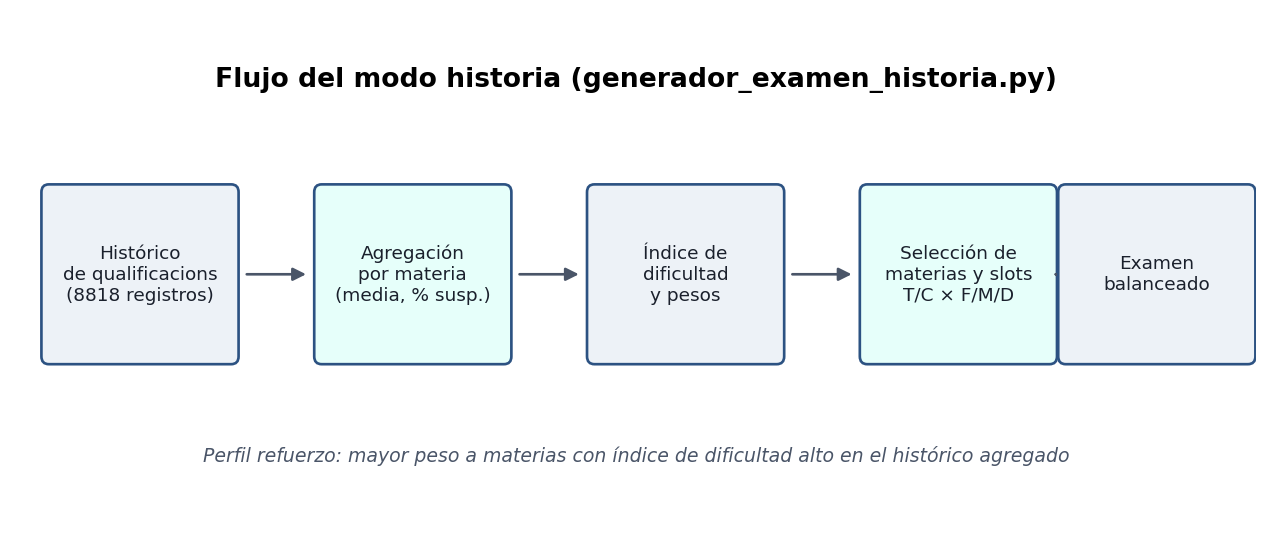 Flujo del modo historia (generador_examen_historia.py)
Histórico
de qualificacions
(8818 registros)
Agregación
por materia
(media, % susp.)
Índice de
dificultad
y pesos
Selección de
materias y slots
T/C × F/M/D
Examen
balanceado
Perfil refuerzo: mayor peso a materias con índice de dificultad alto en el histórico agregado